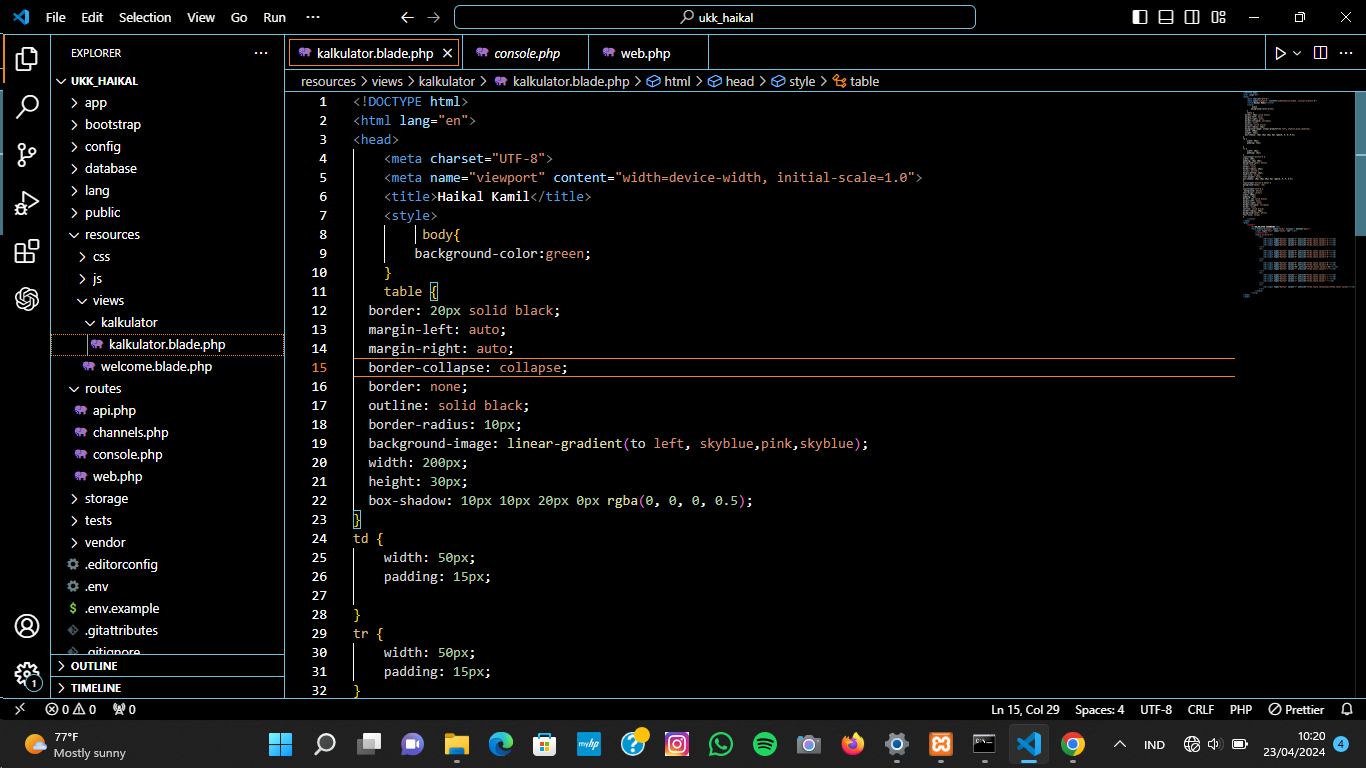 File Edit Selection View Go Run ··· ukk_haikal
EXPLORER ···
UKK_HAIKAL
app
bootstrap
config
database
lang
public
resources
css
js
views
kalkulator
kalkulator.blade.php
welcome.blade.php
routes
api.php
channels.php
console.php
web.php
storage
tests
vendor
.editorconfig
.env
$ .env.example
.gitattributes
.gitignore
OUTLINE
TIMELINE
1
kalkulator.blade.php console.php web.php
resources > views > kalkulator > kalkulator.blade.php > html > head > style > table
1 <!DOCTYPE html>
2 <html lang="en">
3 <head>
4 <meta charset="UTF-8">
5 <meta name="viewport" content="width=device-width, initial-scale=1.0">
6 <title>Haikal Kamil</title>
7 <style>
8 body{
9 background-color:green;
10 }
11 table {
12 border: 20px solid black;
13 margin-left: auto;
14 margin-right: auto;
15 border-collapse: collapse;
16 border: none;
17 outline: solid black;
18 border-radius: 10px;
19 background-image: linear-gradient(to left, skyblue,pink,skyblue);
20 width: 200px;
21 height: 30px;
22 box-shadow: 10px 10px 20px 0px rgba(0, 0, 0, 0.5);
23 }
24 td {
25 width: 50px;
26 padding: 15px;
27
28 }
29 tr {
30 width: 50px;
31 padding: 15px;
32 }
0 0 0 Ln 15, Col 29 Spaces: 4 UTF-8 CRLF PHP Prettier
77°F
Mostly sunny
myhp
IND
10:20
23/04/2024
4